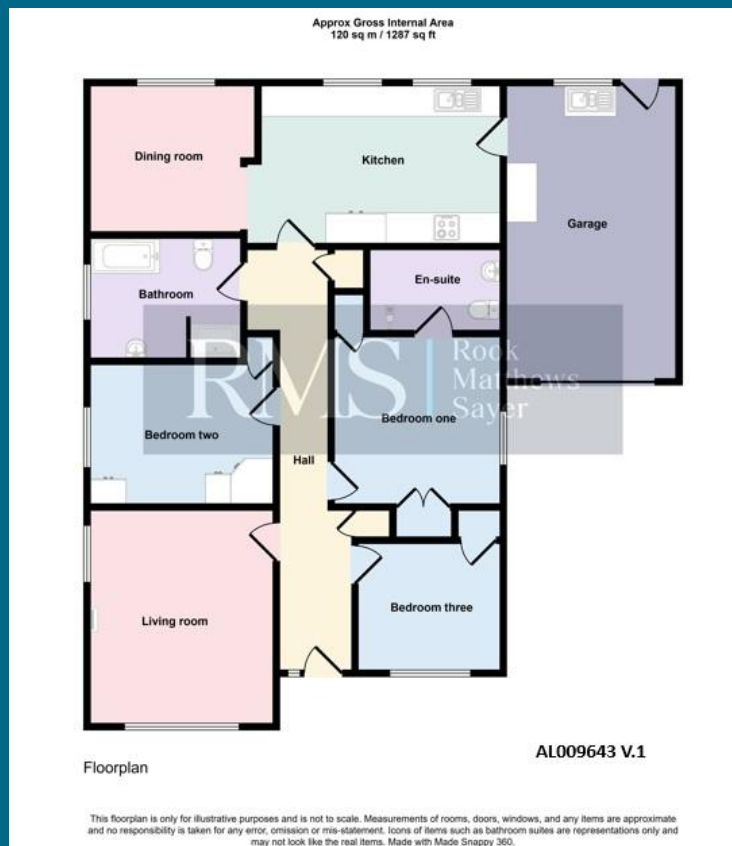 Approx Gross Internal Area
120 sq m / 1287 sq ft
Dining room
Kitchen
Garage
Bathroom
En-suite
RMS
Rook
Matthews
Sayer
Bedroom one
Bedroom two
Hall
Living room
Bedroom three
AL009643 V.1
Floorplan
This floorplan is only for illustrative purposes and is not to scale. Measurements of rooms, doors, windows, and any items are approximate
and no responsibility is taken for any error, omission or mis-statement. Icons of items such as bathroom suites are representations only and
may not look like the real items. Made with Made Snappy 360.